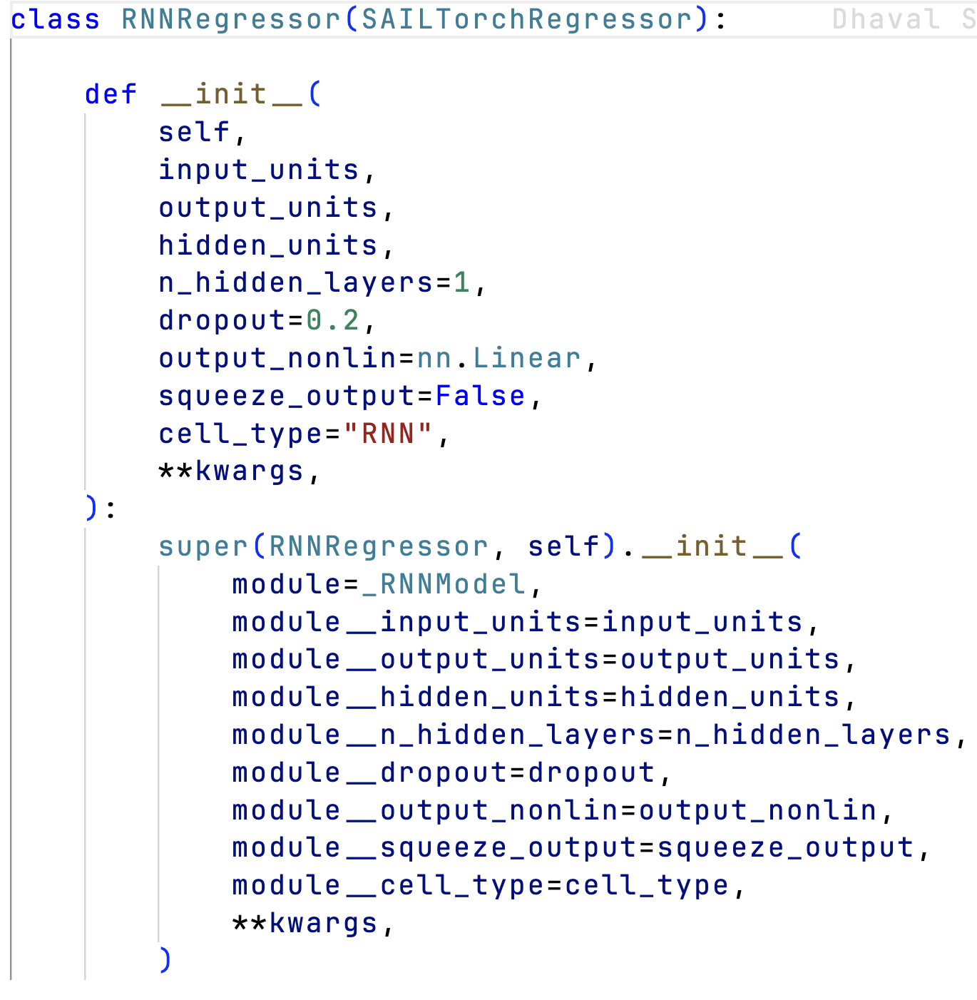 class RNNRegressor(SAILTorchRegressor): Dhaval S
def __init__(
self,
input_units,
output_units,
hidden_units,
n_hidden_layers=1,
dropout=0.2,
output_nonlin=nn.Linear,
squeeze_output=False,
cell_type="RNN",
**kwargs,
):
super(RNNRegressor, self).__init__(
module=_RNNModel,
module__input_units=input_units,
module__output_units=output_units,
module__hidden_units=hidden_units,
module__n_hidden_layers=n_hidden_layers,
module__dropout=dropout,
module__output_nonlin=output_nonlin,
module__squeeze_output=squeeze_output,
module__cell_type=cell_type,
**kwargs,
)